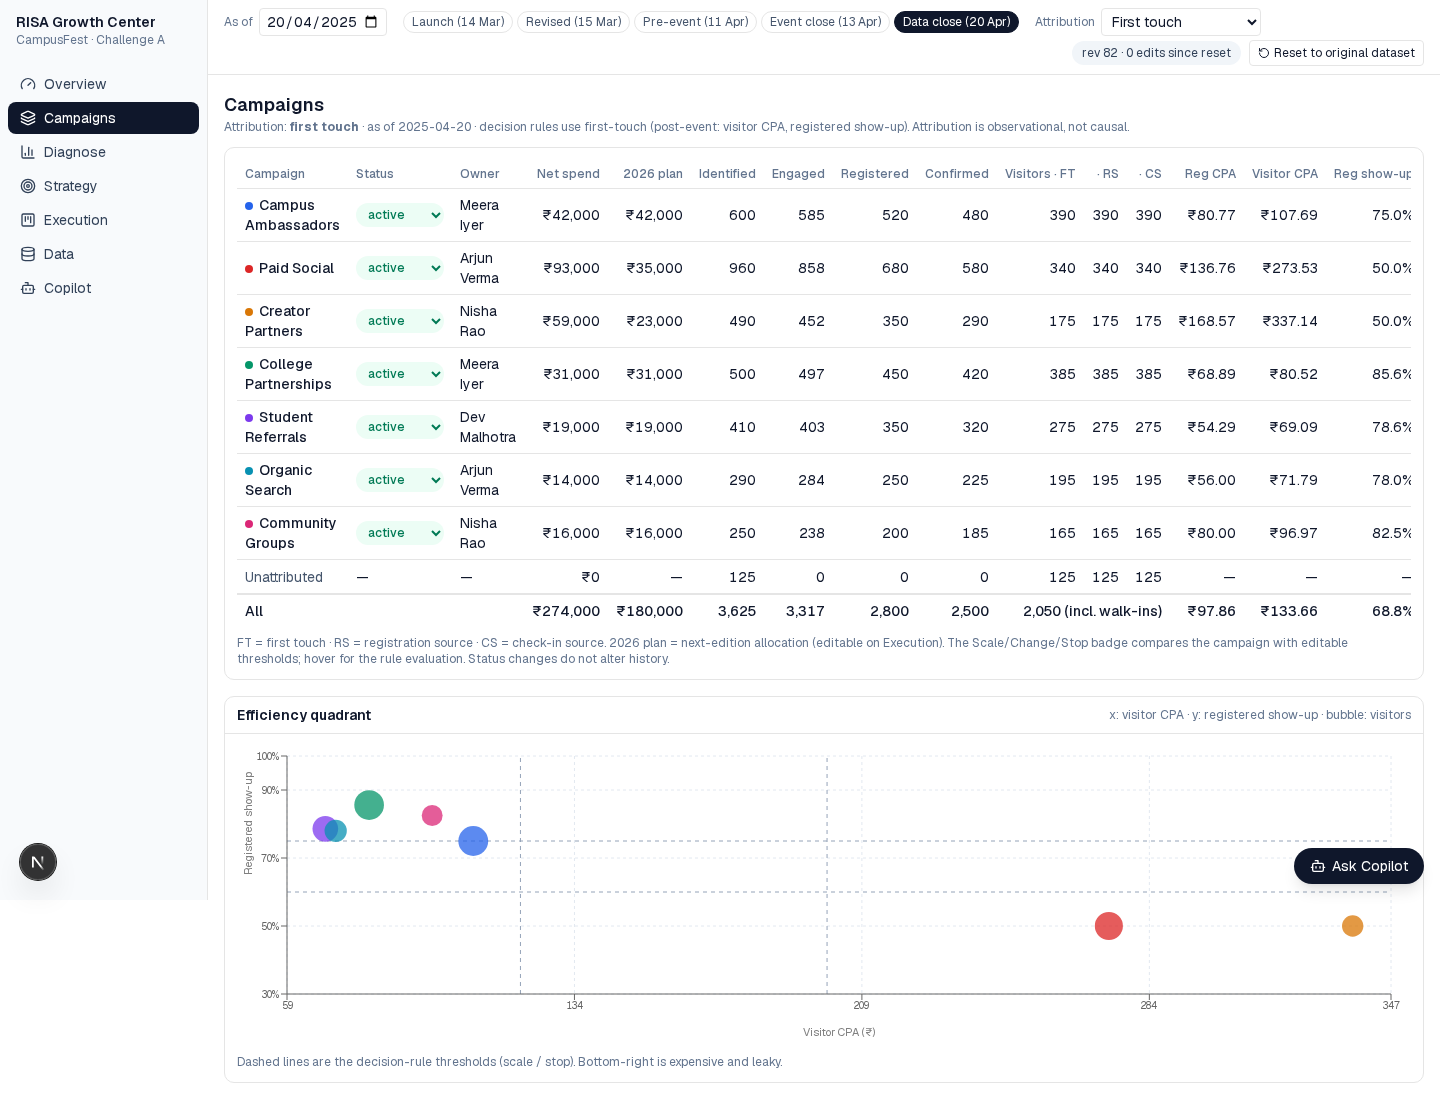 RISA Growth Center
CampusFest · Challenge A
Overview
Campaigns
Diagnose
Strategy
Execution
Data
Copilot
As of 20/04/2025 Launch (14 Mar) Revised (15 Mar) Pre-event (11 Apr) Event close (13 Apr) Data close (20 Apr) Attribution First touch
rev 82 · 0 edits since reset Reset to original dataset
Campaigns
Attribution: first touch · as of 2025-04-20 · decision rules use first-touch (post-event: visitor CPA, registered show-up). Attribution is observational, not causal.
Campaign Status Owner Net spend 2026 plan Identified Engaged Registered Confirmed Visitors · FT · RS · CS Reg CPA Visitor CPA Reg show-up
Campus Ambassadors active Meera Iyer ₹42,000 ₹42,000 600 585 520 480 390 390 390 ₹80.77 ₹107.69 75.0%
Paid Social active Arjun Verma ₹93,000 ₹35,000 960 858 680 580 340 340 340 ₹136.76 ₹273.53 50.0%
Creator Partners active Nisha Rao ₹59,000 ₹23,000 490 452 350 290 175 175 175 ₹168.57 ₹337.14 50.0%
College Partnerships active Meera Iyer ₹31,000 ₹31,000 500 497 450 420 385 385 385 ₹68.89 ₹80.52 85.6%
Student Referrals active Dev Malhotra ₹19,000 ₹19,000 410 403 350 320 275 275 275 ₹54.29 ₹69.09 78.6%
Organic Search active Arjun Verma ₹14,000 ₹14,000 290 284 250 225 195 195 195 ₹56.00 ₹71.79 78.0%
Community Groups active Nisha Rao ₹16,000 ₹16,000 250 238 200 185 165 165 165 ₹80.00 ₹96.97 82.5%
Unattributed — — ₹0 — 125 0 0 0 125 125 125 — — —
All ₹274,000 ₹180,000 3,625 3,317 2,800 2,500 2,050 (incl. walk-ins) ₹97.86 ₹133.66 68.8%
FT = first touch · RS = registration source · CS = check-in source. 2026 plan = next-edition allocation (editable on Execution). The Scale/Change/Stop badge compares the campaign with editable
thresholds; hover for the rule evaluation. Status changes do not alter history.
Efficiency quadrant x: visitor CPA · y: registered show-up · bubble: visitors
100%
90%
70%
50%
30%
Registered show-up
59 134 209 284 347
Visitor CPA (₹)
Dashed lines are the decision-rule thresholds (scale / stop). Bottom-right is expensive and leaky.
Ask Copilot
N